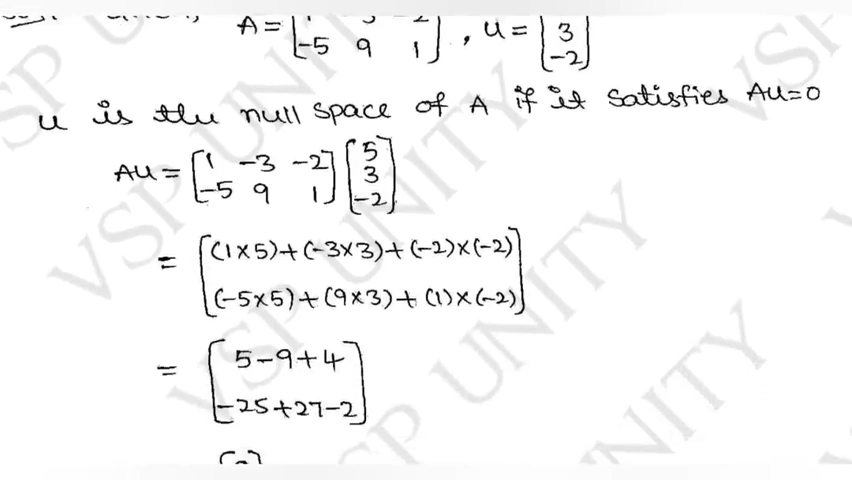 A = [ 1 -3 -2 ; -5 9 1 ], u = [ 3 ; -2 ]
u is the null space of A if it satisfies Au=0
Au = [ 1 -3 -2 ; -5 9 1 ] [ 5 ; 3 ; -2 ]
= [ (1×5)+(-3×3)+(-2)×(-2) ; (-5×5)+(9×3)+(1)×(-2) ]
= [ 5-9+4 ; -25+27-2 ]
VSP UNITY